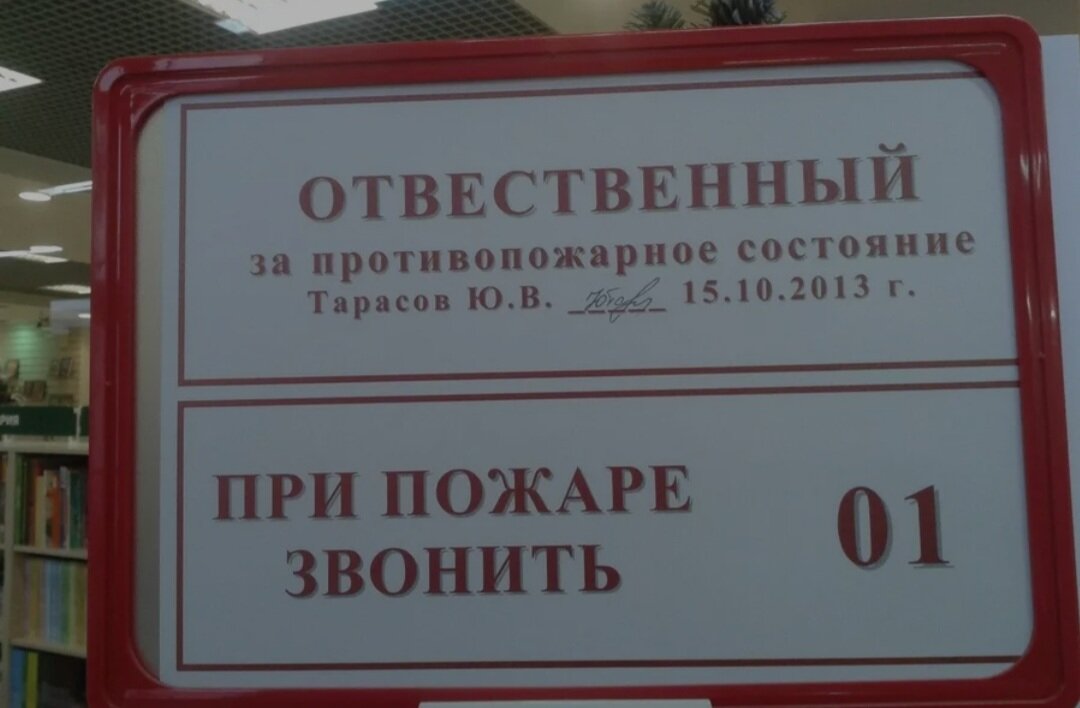 ОТВЕСТВЕННЫЙ
за противопожарное состояние
Тарасов Ю.В. 15.10.2013 г.
ПРИ ПОЖАРЕ
ЗВОНИТЬ
01